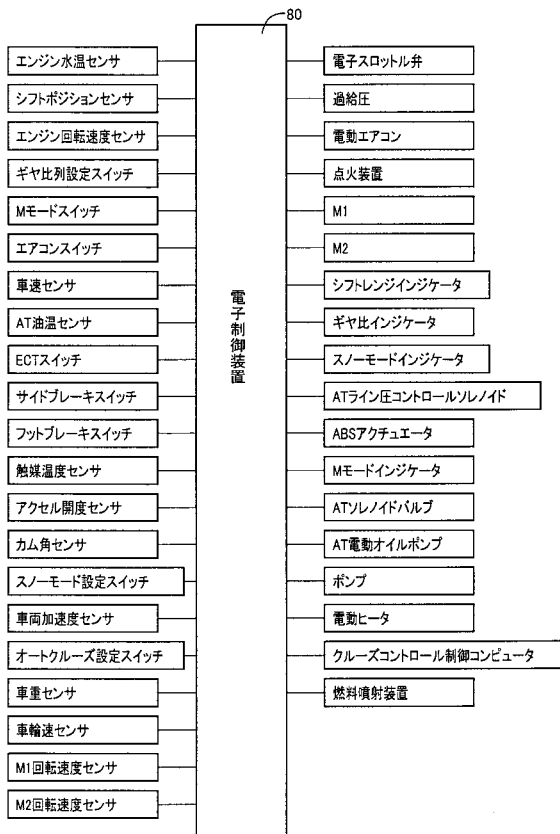 80
エンジン水温センサ
シフトポジションセンサ
エンジン回転速度センサ
ギヤ比列設定スイッチ
Mモードスイッチ
エアコンスイッチ
車速センサ
AT油温センサ
ECTスイッチ
サイドブレーキスイッチ
フットブレーキスイッチ
触媒温度センサ
アクセル開度センサ
カム角センサ
スノーモード設定スイッチ
車両加速度センサ
オートクルーズ設定スイッチ
車重センサ
車輪速センサ
M1回転速度センサ
M2回転速度センサ
電子制御装置
電子スロットル弁
過給圧
電動エアコン
点火装置
M1
M2
シフトレンジインジケータ
ギヤ比インジケータ
スノーモードインジケータ
ATライン圧コントロールソレノイド
ABSアクチュエータ
Mモードインジケータ
ATソレノイドバルブ
AT電動オイルポンプ
ポンプ
電動ヒータ
クルーズコントロール制御コンピュータ
燃料噴射装置